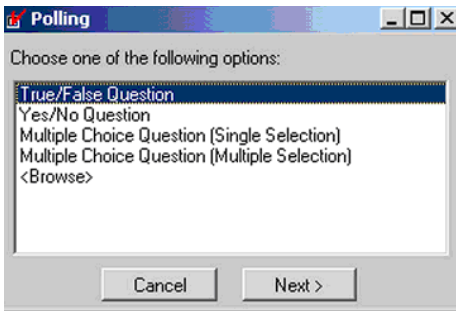 Polling
Choose one of the following options:
True/False Question
Yes/No Question
Multiple Choice Question (Single Selection)
Multiple Choice Question (Multiple Selection)
<Browse>
Cancel
Next >